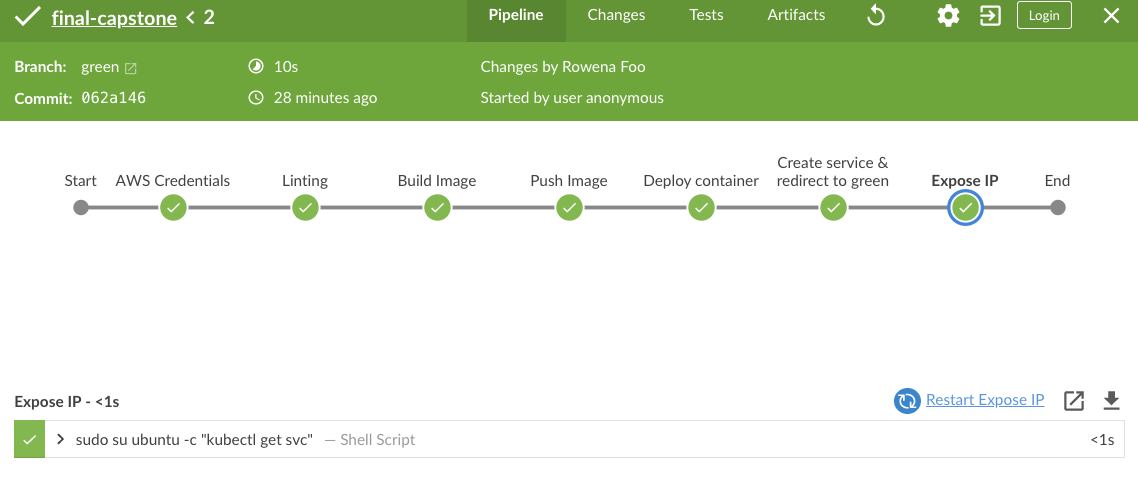 final-capstone < 2
Pipeline Changes Tests Artifacts Login
Branch: green 10s Changes by Rowena Foo
Commit: 062a146 28 minutes ago Started by user anonymous
Create service &
Start AWS Credentials Linting Build Image Push Image Deploy container redirect to green Expose IP End
Expose IP - <1s Restart Expose IP
sudo su ubuntu -c "kubectl get svc" — Shell Script <1s